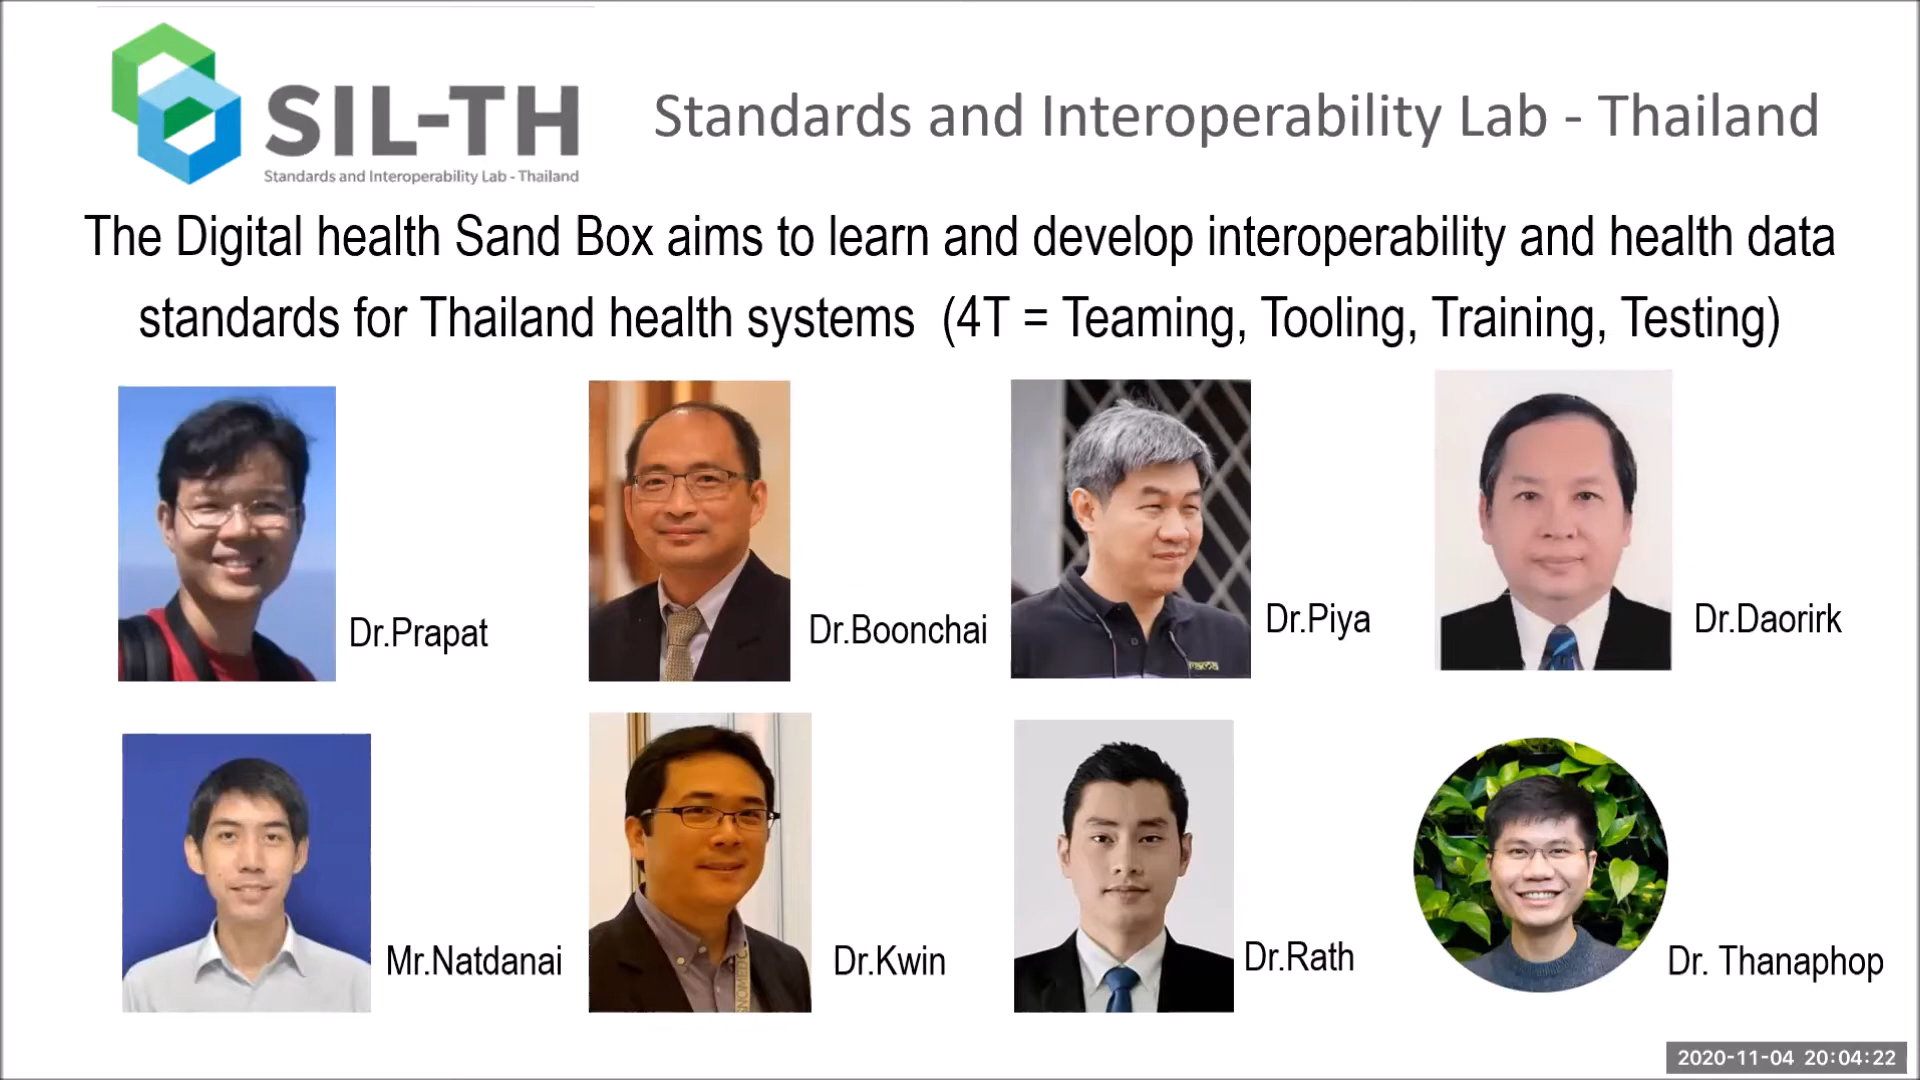 SIL-TH
Standards and Interoperability Lab - Thailand
Standards and Interoperability Lab - Thailand
The Digital health Sand Box aims to learn and develop interoperability and health data
standards for Thailand health systems (4T = Teaming, Tooling, Training, Testing)
Dr.Prapat
Dr.Boonchai
Dr.Piya
Dr.Daorirk
Mr.Natdanai
Dr.Kwin
SNOMED C
Dr.Rath
Dr. Thanaphop
2020-11-04 20:04:22